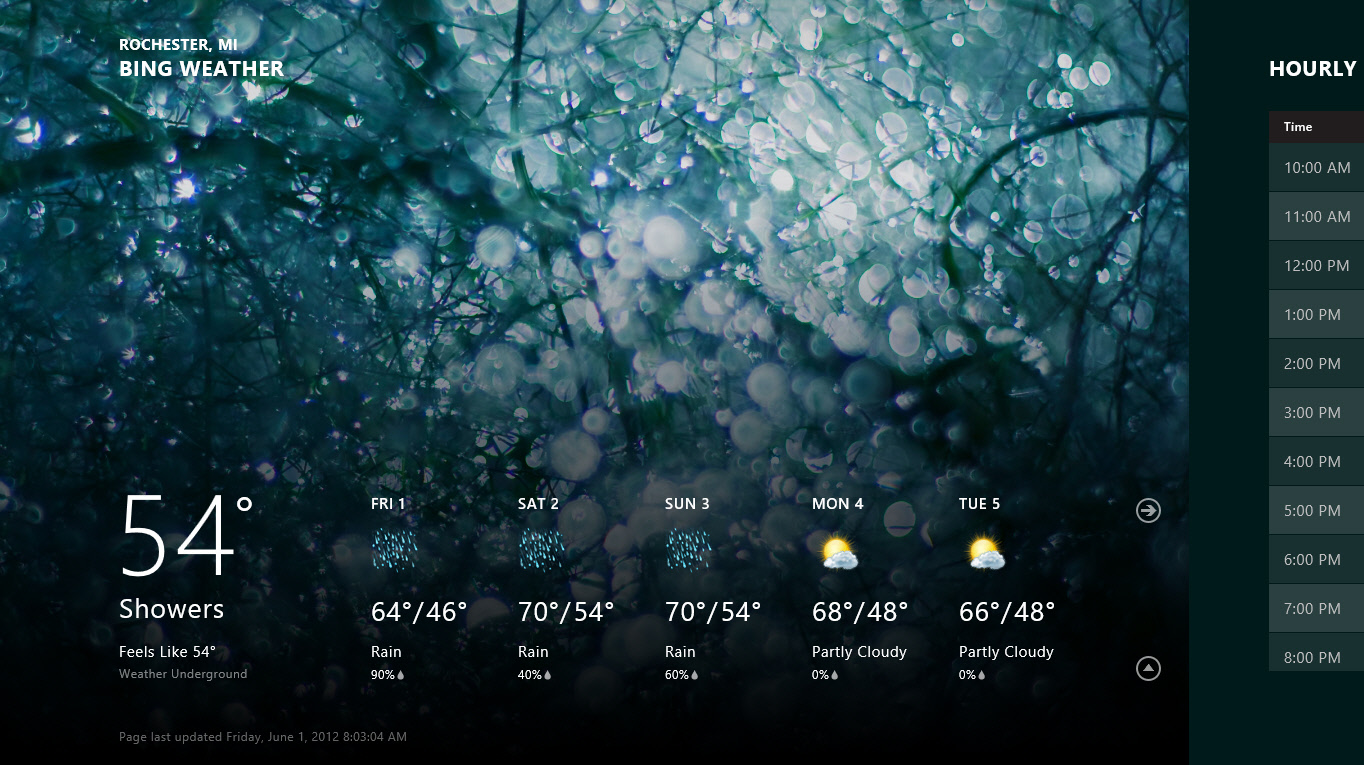 ROCHESTER, MI
BING WEATHER
54°
Showers
Feels Like 54°
Weather Underground
FRI 1
64°/46°
Rain
90%
SAT 2
70°/54°
Rain
40%
SUN 3
70°/54°
Rain
60%
MON 4
68°/48°
Partly Cloudy
0%
TUE 5
66°/48°
Partly Cloudy
0%
Page last updated Friday, June 1, 2012 8:03:04 AM
HOURLY
Time
10:00 AM
11:00 AM
12:00 PM
1:00 PM
2:00 PM
3:00 PM
4:00 PM
5:00 PM
6:00 PM
7:00 PM
8:00 PM